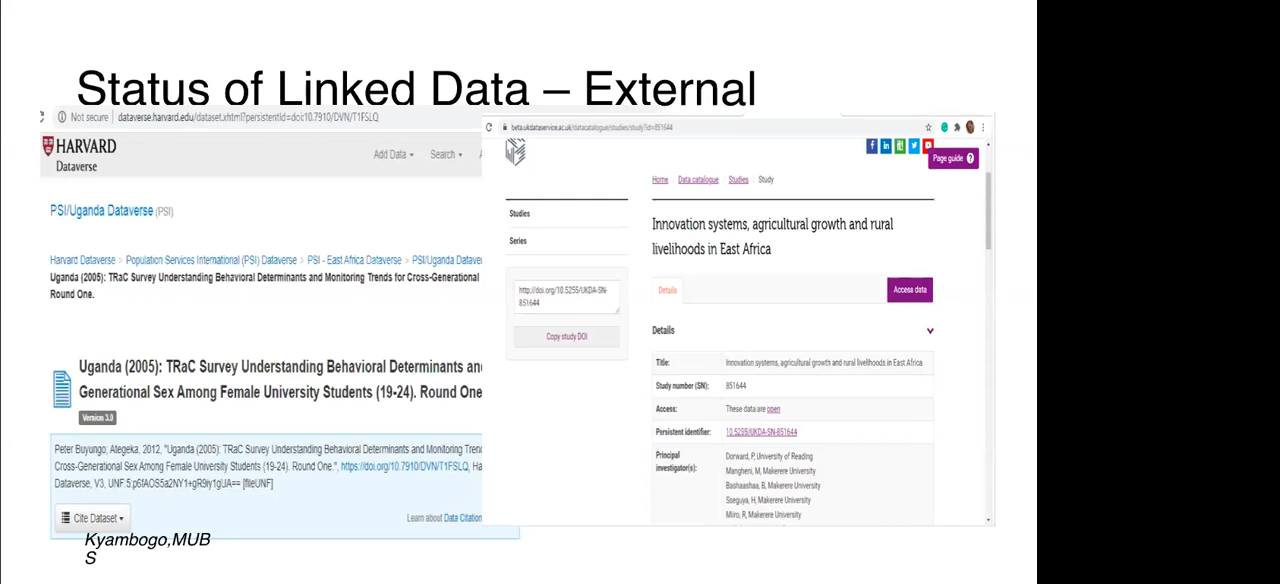 Status of Linked Data – External
Not secure | dataverse.harvard.edu/dataset.xhtml?persistentId=doi:10.7910/DVN/T1FSLQ
HARVARD
Dataverse
Add Data
Search
PSI/Uganda Dataverse (PSI)
Harvard Dataverse > Population Services International (PSI) Dataverse > PSI - East Africa Dataverse > PSI/Uganda Dataver
Uganda (2005): TRaC Survey Understanding Behavioral Determinants and Monitoring Trends for Cross-Generational
Round One.
Uganda (2005): TRaC Survey Understanding Behavioral Determinants an
Generational Sex Among Female University Students (19-24). Round One
Version 3.0
Peter Buyungo; Ategeka, 2012, "Uganda (2005): TRaC Survey Understanding Behavioral Determinants and Monitoring Trend
Cross-Generational Sex Among Female University Students (19-24). Round One.", https://doi.org/10.7910/DVN/T1FSLQ, Ha
Dataverse, V3, UNF:5:p6fAOS5a2NY1+gR9iy1gUA== [fileUNF]
Cite Dataset
Learn about Data Citation
Kyambogo,MUB
S
beta.ukdataservice.ac.uk/datacatalogue/studies/study?id=851644
Page guide
Home
Data catalogue
Studies
Study
Studies
Series
http://doi.org/10.5255/UKDA-SN-
851644
Copy study DOI
Innovation systems, agricultural growth and rural
livelihoods in East Africa
Details
Access data
Details
Title: Innovation systems, agricultural growth and rural livelihoods in East Africa
Study number (SN): 851644
Access: These data are open
Persistent identifier: 10.5255/UKDA-SN-851644
Principal
investigator(s):
Dorward, P, University of Reading
Mangheni, M, Makerere University
Bashaasha, B, Makerere University
Sseguya, H, Makerere University
Miiro, R, Makerere University